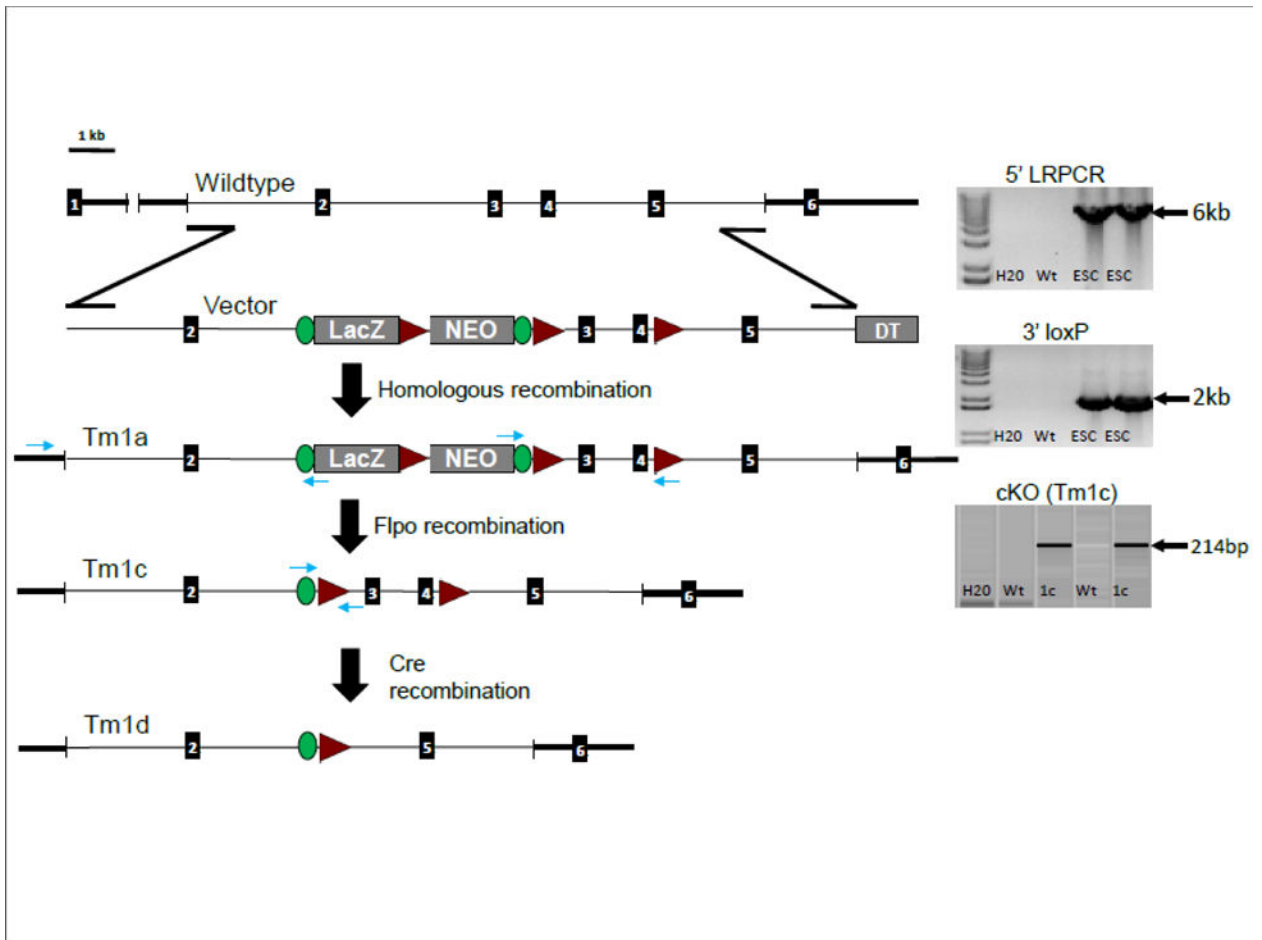 1 kb
Wildtype
1 2 3 4 5 6
Vector
2 LacZ NEO 3 4 5 DT
Homologous recombination
Tm1a
2 LacZ NEO 3 4 5 6
Flpo recombination
Tm1c
2 3 4 5 6
Cre
recombination
Tm1d
2 5 6
5' LRPCR
6kb
H20 Wt ESC ESC
3' loxP
2kb
H20 Wt ESC ESC
cKO (Tm1c)
214bp
H20 Wt 1c Wt 1c